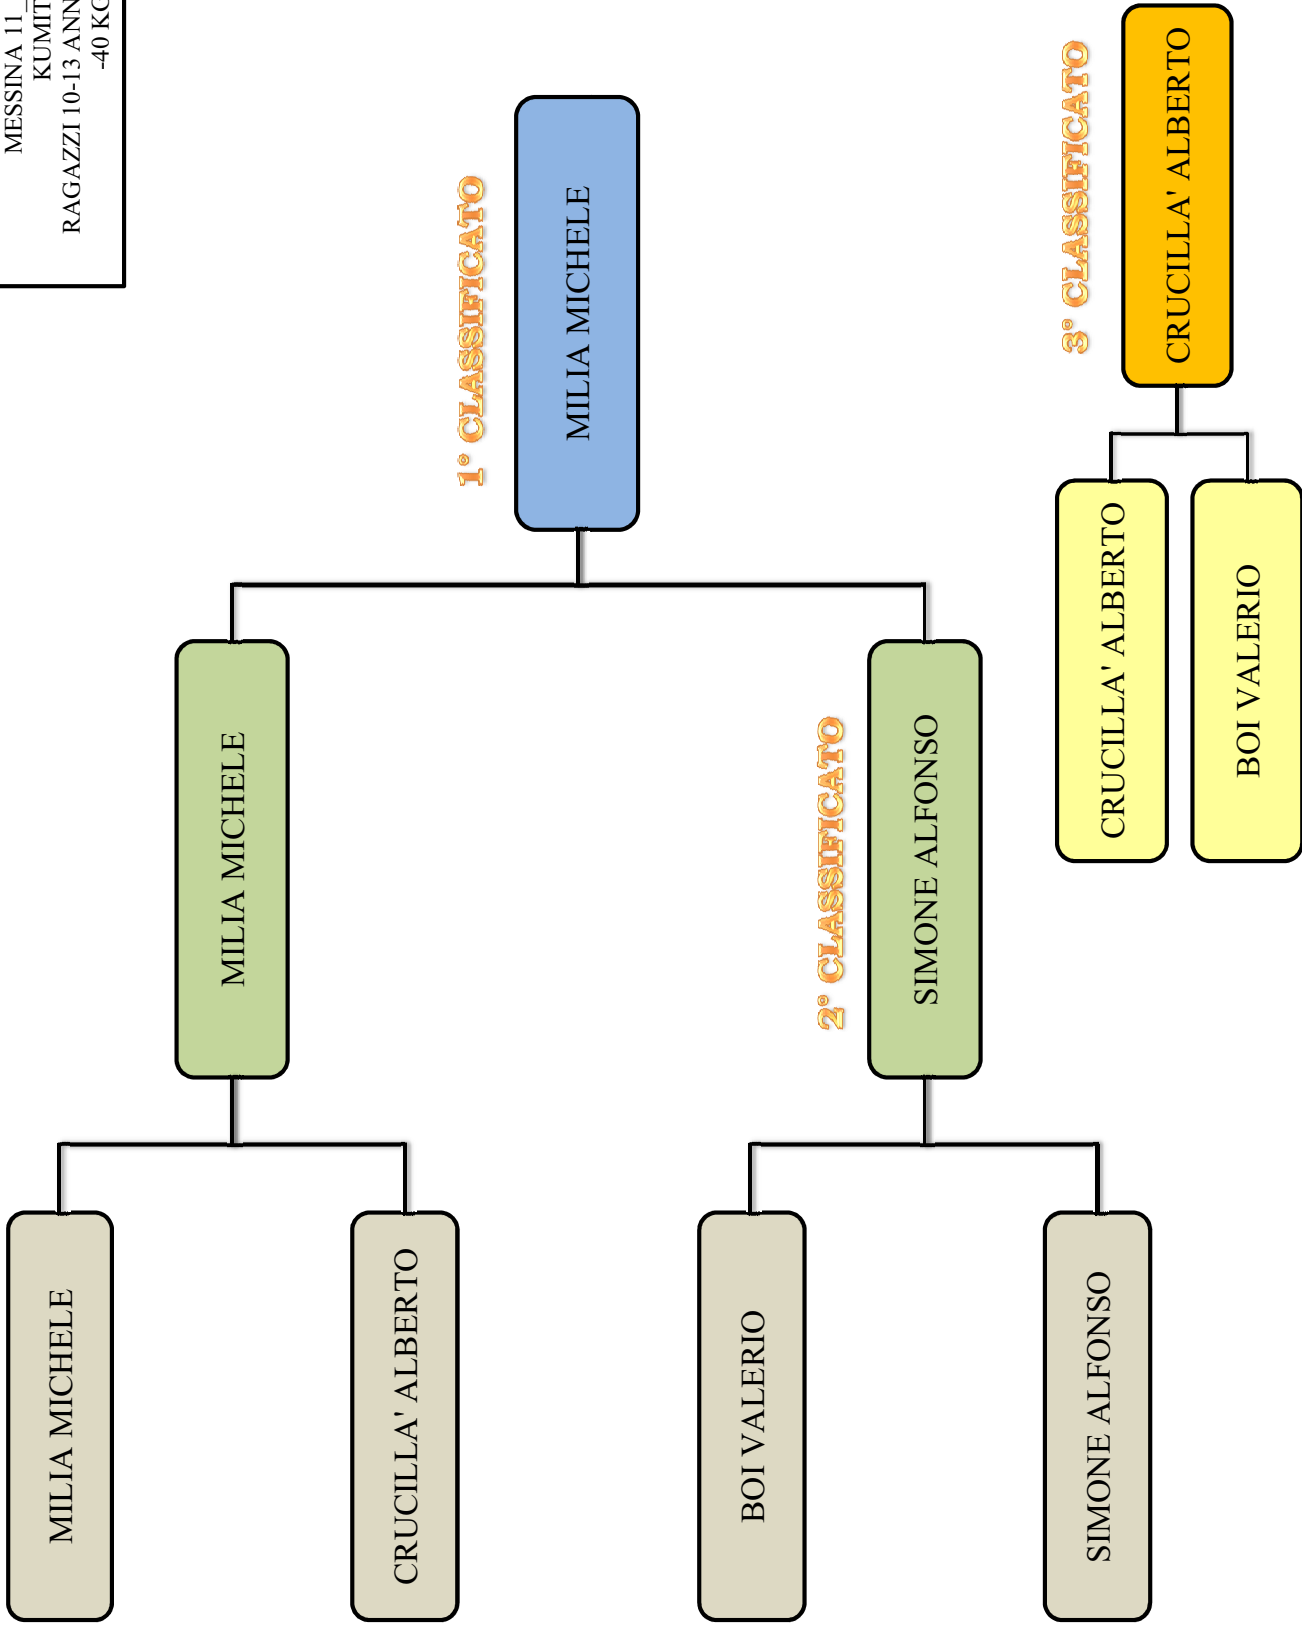 MESSINA 11_
KUMIT
RAGAZZI 10-13 ANN
-40 KG
MILIA MICHELE
CRUCILLA' ALBERTO
BOI VALERIO
SIMONE ALFONSO
MILIA MICHELE
2° CLASSIFICATO
SIMONE ALFONSO
1° CLASSIFICATO
MILIA MICHELE
CRUCILLA' ALBERTO
BOI VALERIO
3° CLASSIFICATO
CRUCILLA' ALBERTO